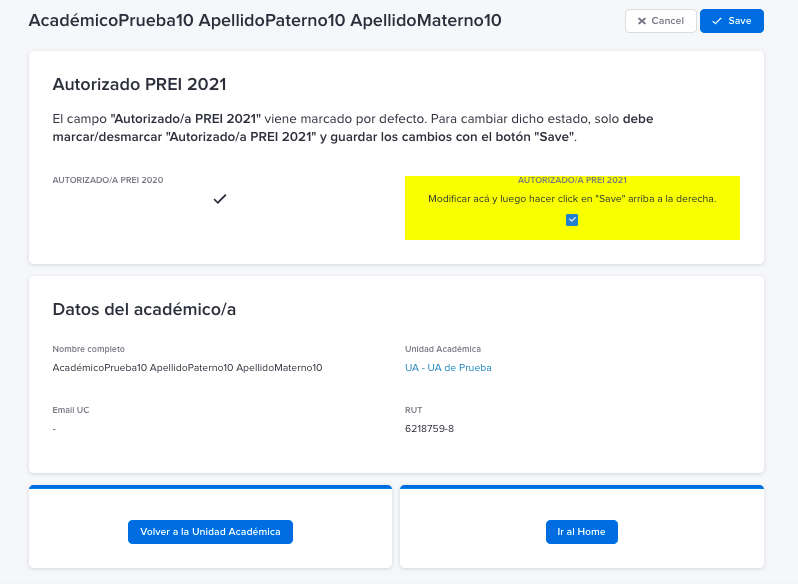 AcadémicoPrueba10 ApellidoPaterno10 ApellidoMaterno10
Cancel
Save
Autorizado PREI 2021
El campo "Autorizado/a PREI 2021" viene marcado por defecto. Para cambiar dicho estado, solo debe
marcar/desmarcar "Autorizado/a PREI 2021" y guardar los cambios con el botón "Save".
AUTORIZADO/A PREI 2020
AUTORIZADO/A PREI 2021
Modificar acá y luego hacer click en "Save" arriba a la derecha.
Datos del académico/a
Nombre completo
AcadémicoPrueba10 ApellidoPaterno10 ApellidoMaterno10
Unidad Académica
UA - UA de Prueba
Email UC
-
RUT
6218759-8
Volver a la Unidad Académica
Ir al Home